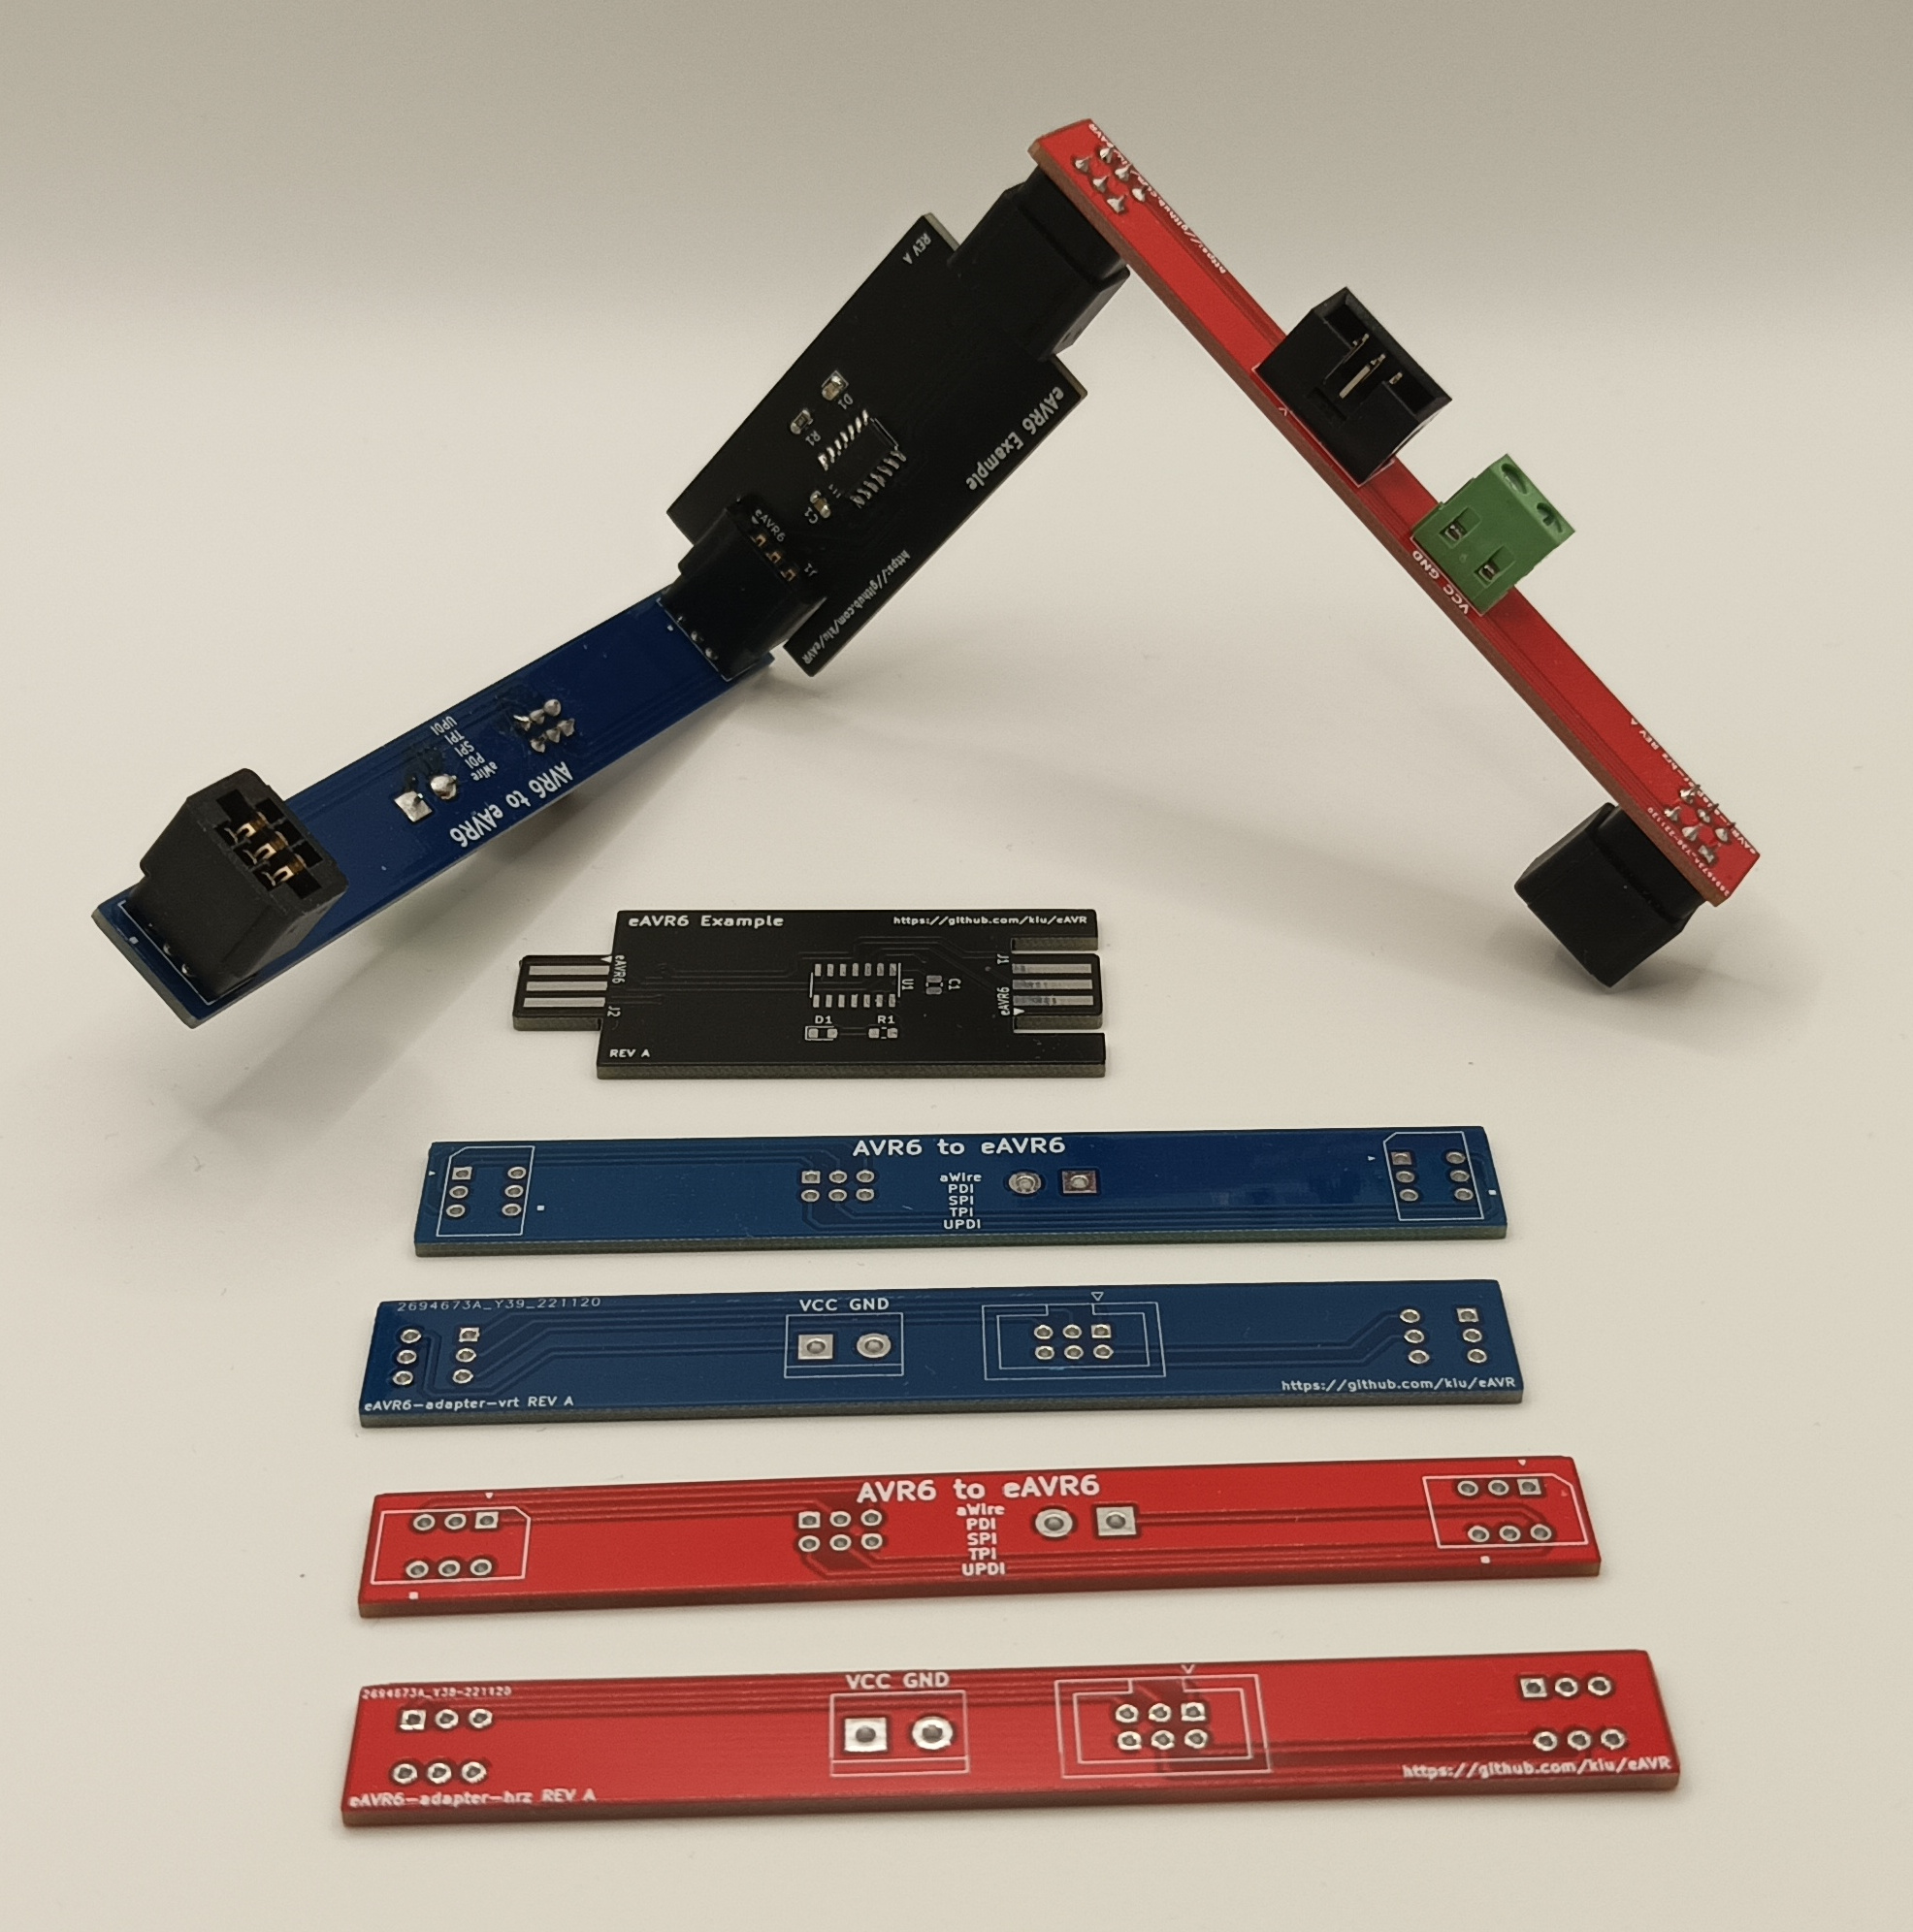 REV A
D1
R1
C1
eAVR6
J1
eAVR6 Example
https://github.com/klu/eAVR
VCC GND
UPDI
TPI
SPI
PDI
aWire
AVR6 to eAVR6
eAVR6 Example
https://github.com/klu/eAVR
eAVR6
J2
U1
C1
J1
eAVR6
D1
R1
REV A
AVR6 to eAVR6
aWire
PDI
SPI
TPI
UPDI
2694673A_Y39_221120
VCC GND
eAVR6-adapter-vrt REV A
https://github.com/klu/eAVR
AVR6 to eAVR6
aWire
PDI
SPI
TPI
UPDI
2694673A_Y39-221120
VCC GND
eAVR6-adapter-hrz REV A
https://github.com/klu/eAVR